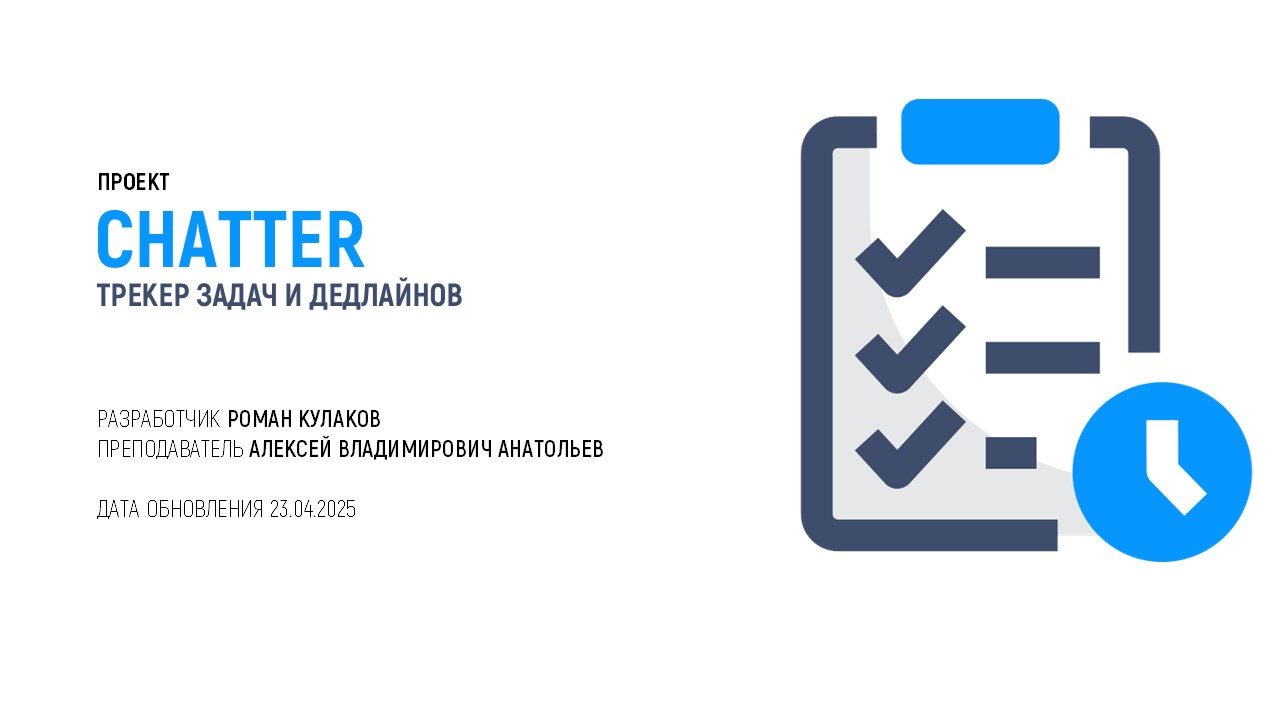 ПРОЕКТ
CHATTER
ТРЕКЕР ЗАДАЧ И ДЕДЛАЙНОВ
РАЗРАБОТЧИК РОМАН КУЛАКОВ
ПРЕПОДАВАТЕЛЬ АЛЕКСЕЙ ВЛАДИМИРОВИЧ АНАТОЛЬЕВ
ДАТА ОБНОВЛЕНИЯ 23.04.2025